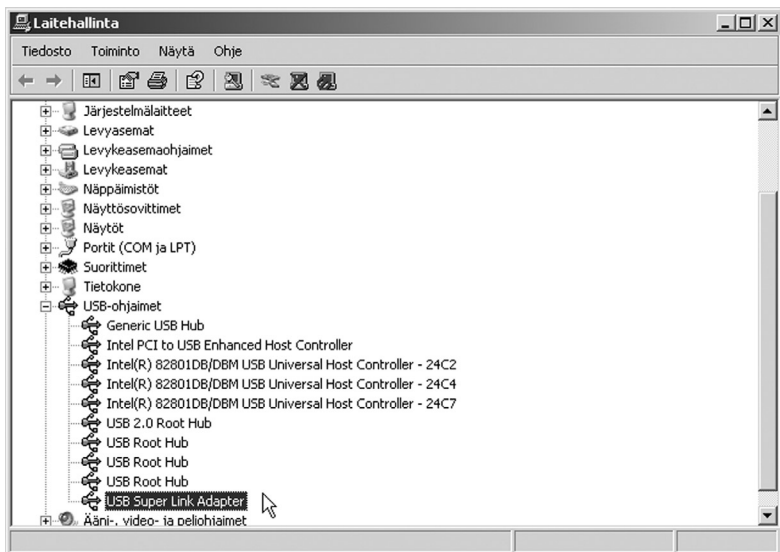 Laitehallinta
Tiedosto Toiminto Näytä Ohje
Järjestelmälaitteet
Levyasemat
Levykeasemaohjaimet
Levykeasemat
Näppäimistöt
Näyttösovittimet
Näytöt
Portit (COM ja LPT)
Suorittimet
Tietokone
USB-ohjaimet
Generic USB Hub
Intel PCI to USB Enhanced Host Controller
Intel(R) 82801DB/DBM USB Universal Host Controller - 24C2
Intel(R) 82801DB/DBM USB Universal Host Controller - 24C4
Intel(R) 82801DB/DBM USB Universal Host Controller - 24C7
USB 2.0 Root Hub
USB Root Hub
USB Root Hub
USB Root Hub
USB Super Link Adapter
Ääni-, video- ja peliohjaimet